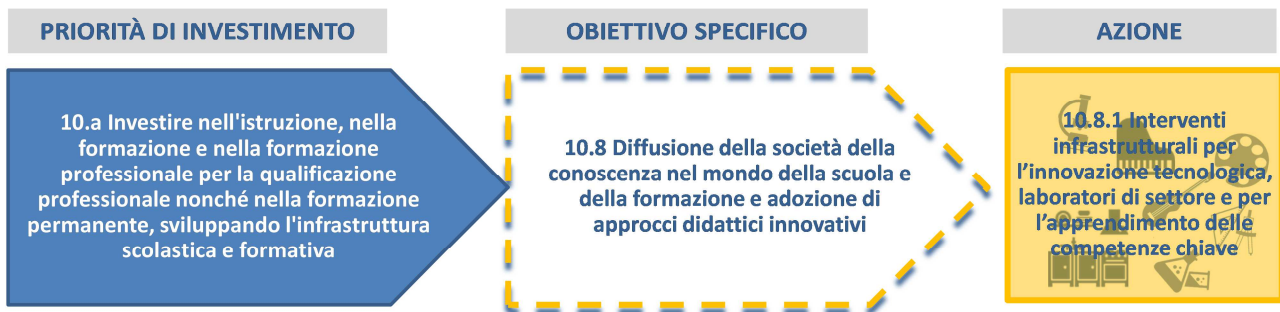 PRIORITÀ DI INVESTIMENTO
10.a Investire nell'istruzione, nella
formazione e nella formazione
professionale per la qualificazione
professionale nonché nella formazione
permanente, sviluppando l'infrastruttura
scolastica e formativa
OBIETTIVO SPECIFICO
10.8 Diffusione della società della
conoscenza nel mondo della scuola e
della formazione e adozione di
approcci didattici innovativi
AZIONE
10.8.1 Interventi
infrastrutturali per
l’innovazione tecnologica,
laboratori di settore e per
l’apprendimento delle
competenze chiave